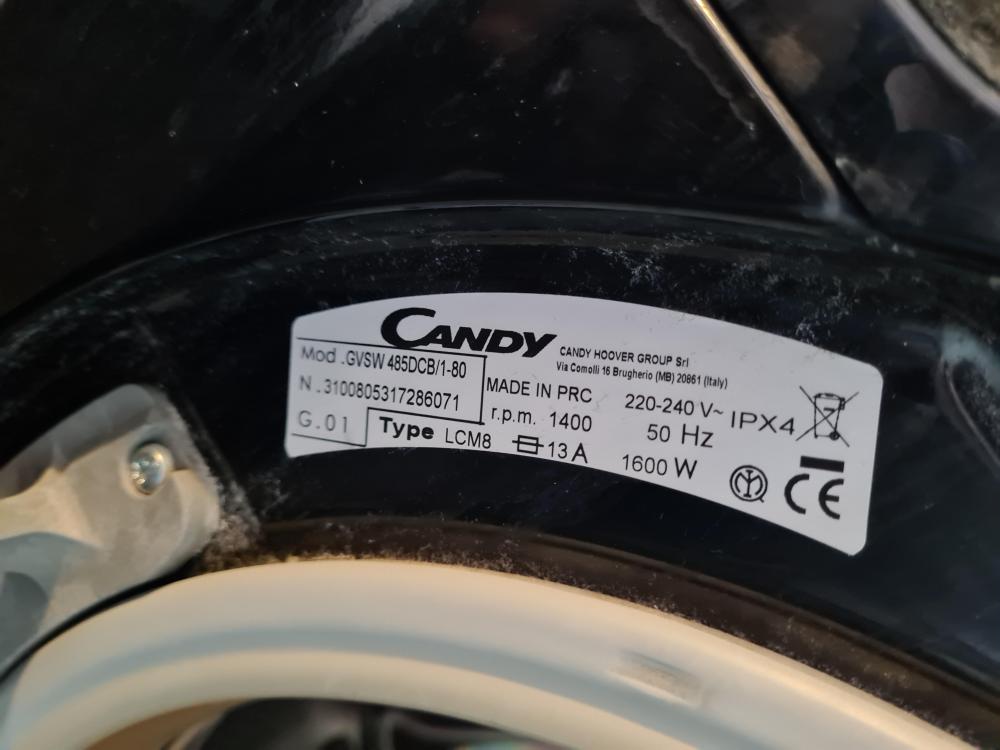 CANDY
CANDY HOOVER GROUP Srl
Via Comolli 16 Brugherio (MB) 20861 (Italy)
Mod .GVSW 485DCB/1-80
N .3100805317286071
G.01
MADE IN PRC
r.p.m. 1400
220-240 V~ IPX4
50 Hz
Type LCM8
13 A
1600 W
CE